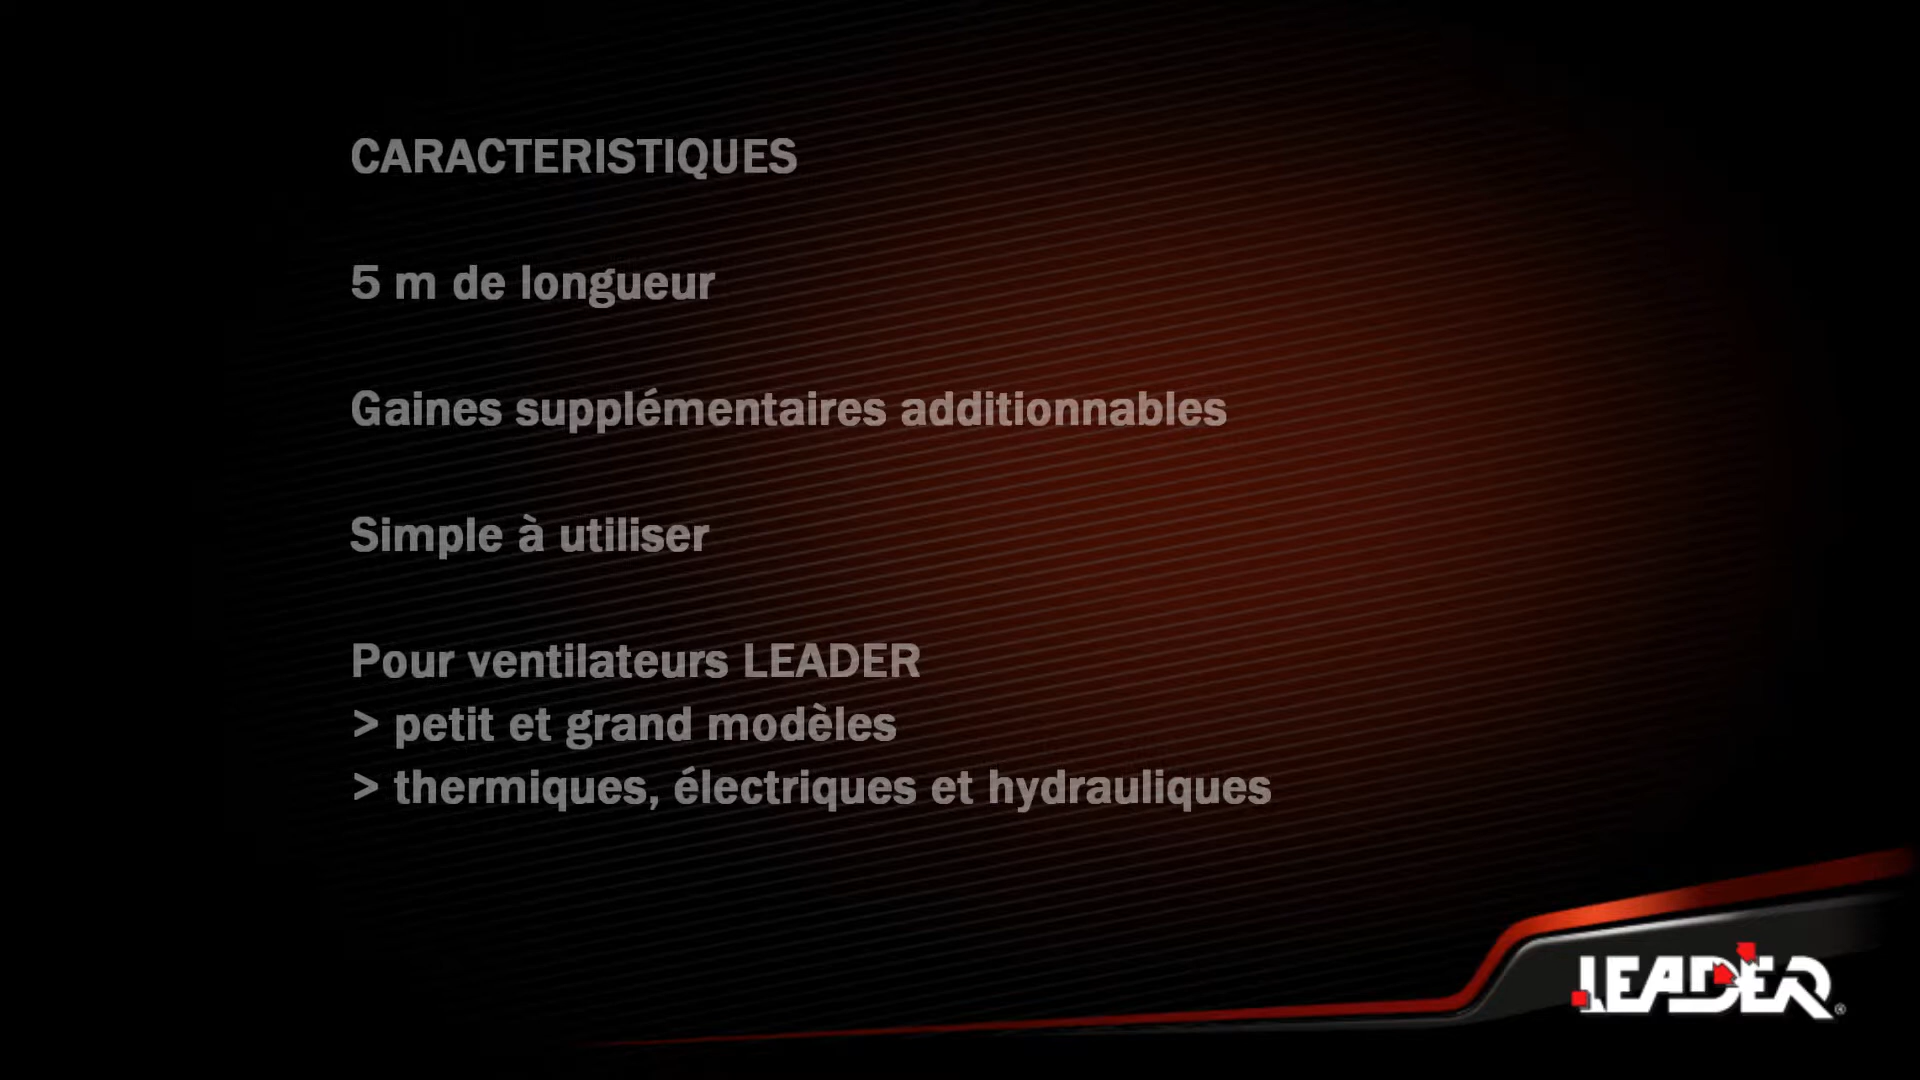 CARACTERISTIQUES
5 m de longueur
Gaines supplémentaires additionnables
Simple à utiliser
Pour ventilateurs LEADER
> petit et grand modèles
> thermiques, électriques et hydrauliques
LEADER®